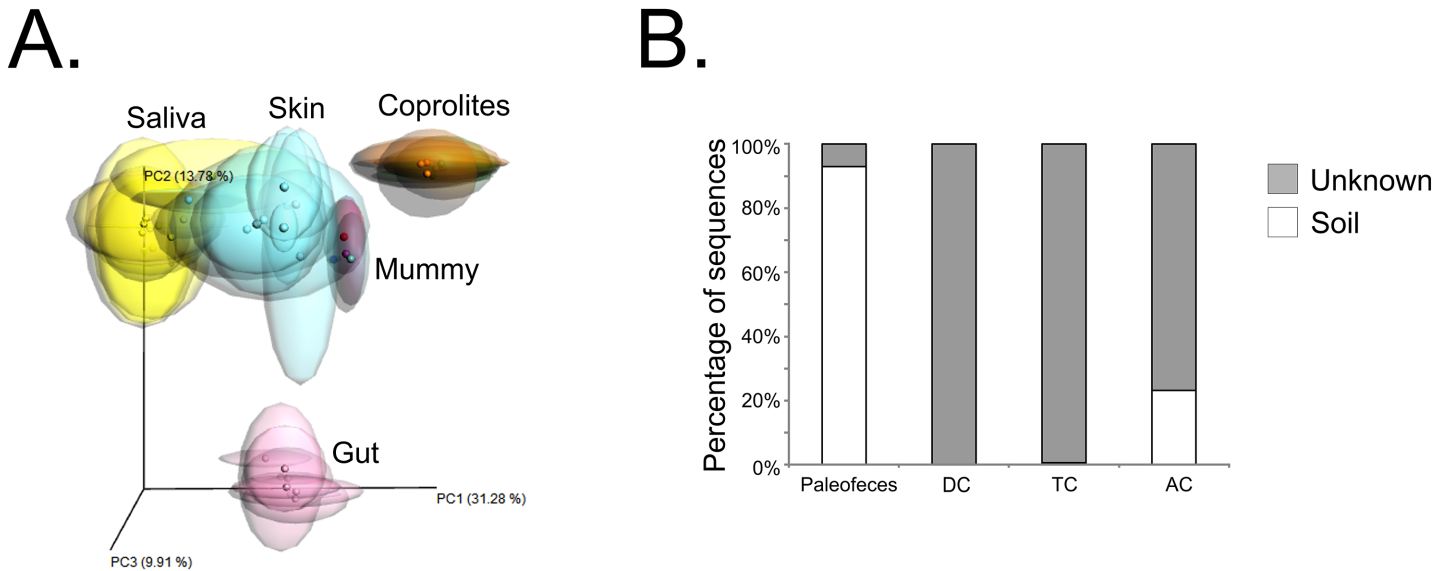 A.
Saliva
Skin
Coprolites
PC2 (13.78 %)
Mummy
Gut
PC1 (31.28 %)
PC3 (9.91 %)
B.
Percentage of sequences
100%
80%
60%
40%
20%
0%
Paleofeces
DC
TC
AC
Unknown
Soil